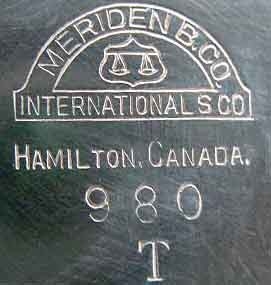 MERIDEN B. CO.
INTERNATIONAL S. CO
HAMILTON, CANADA.
980
T